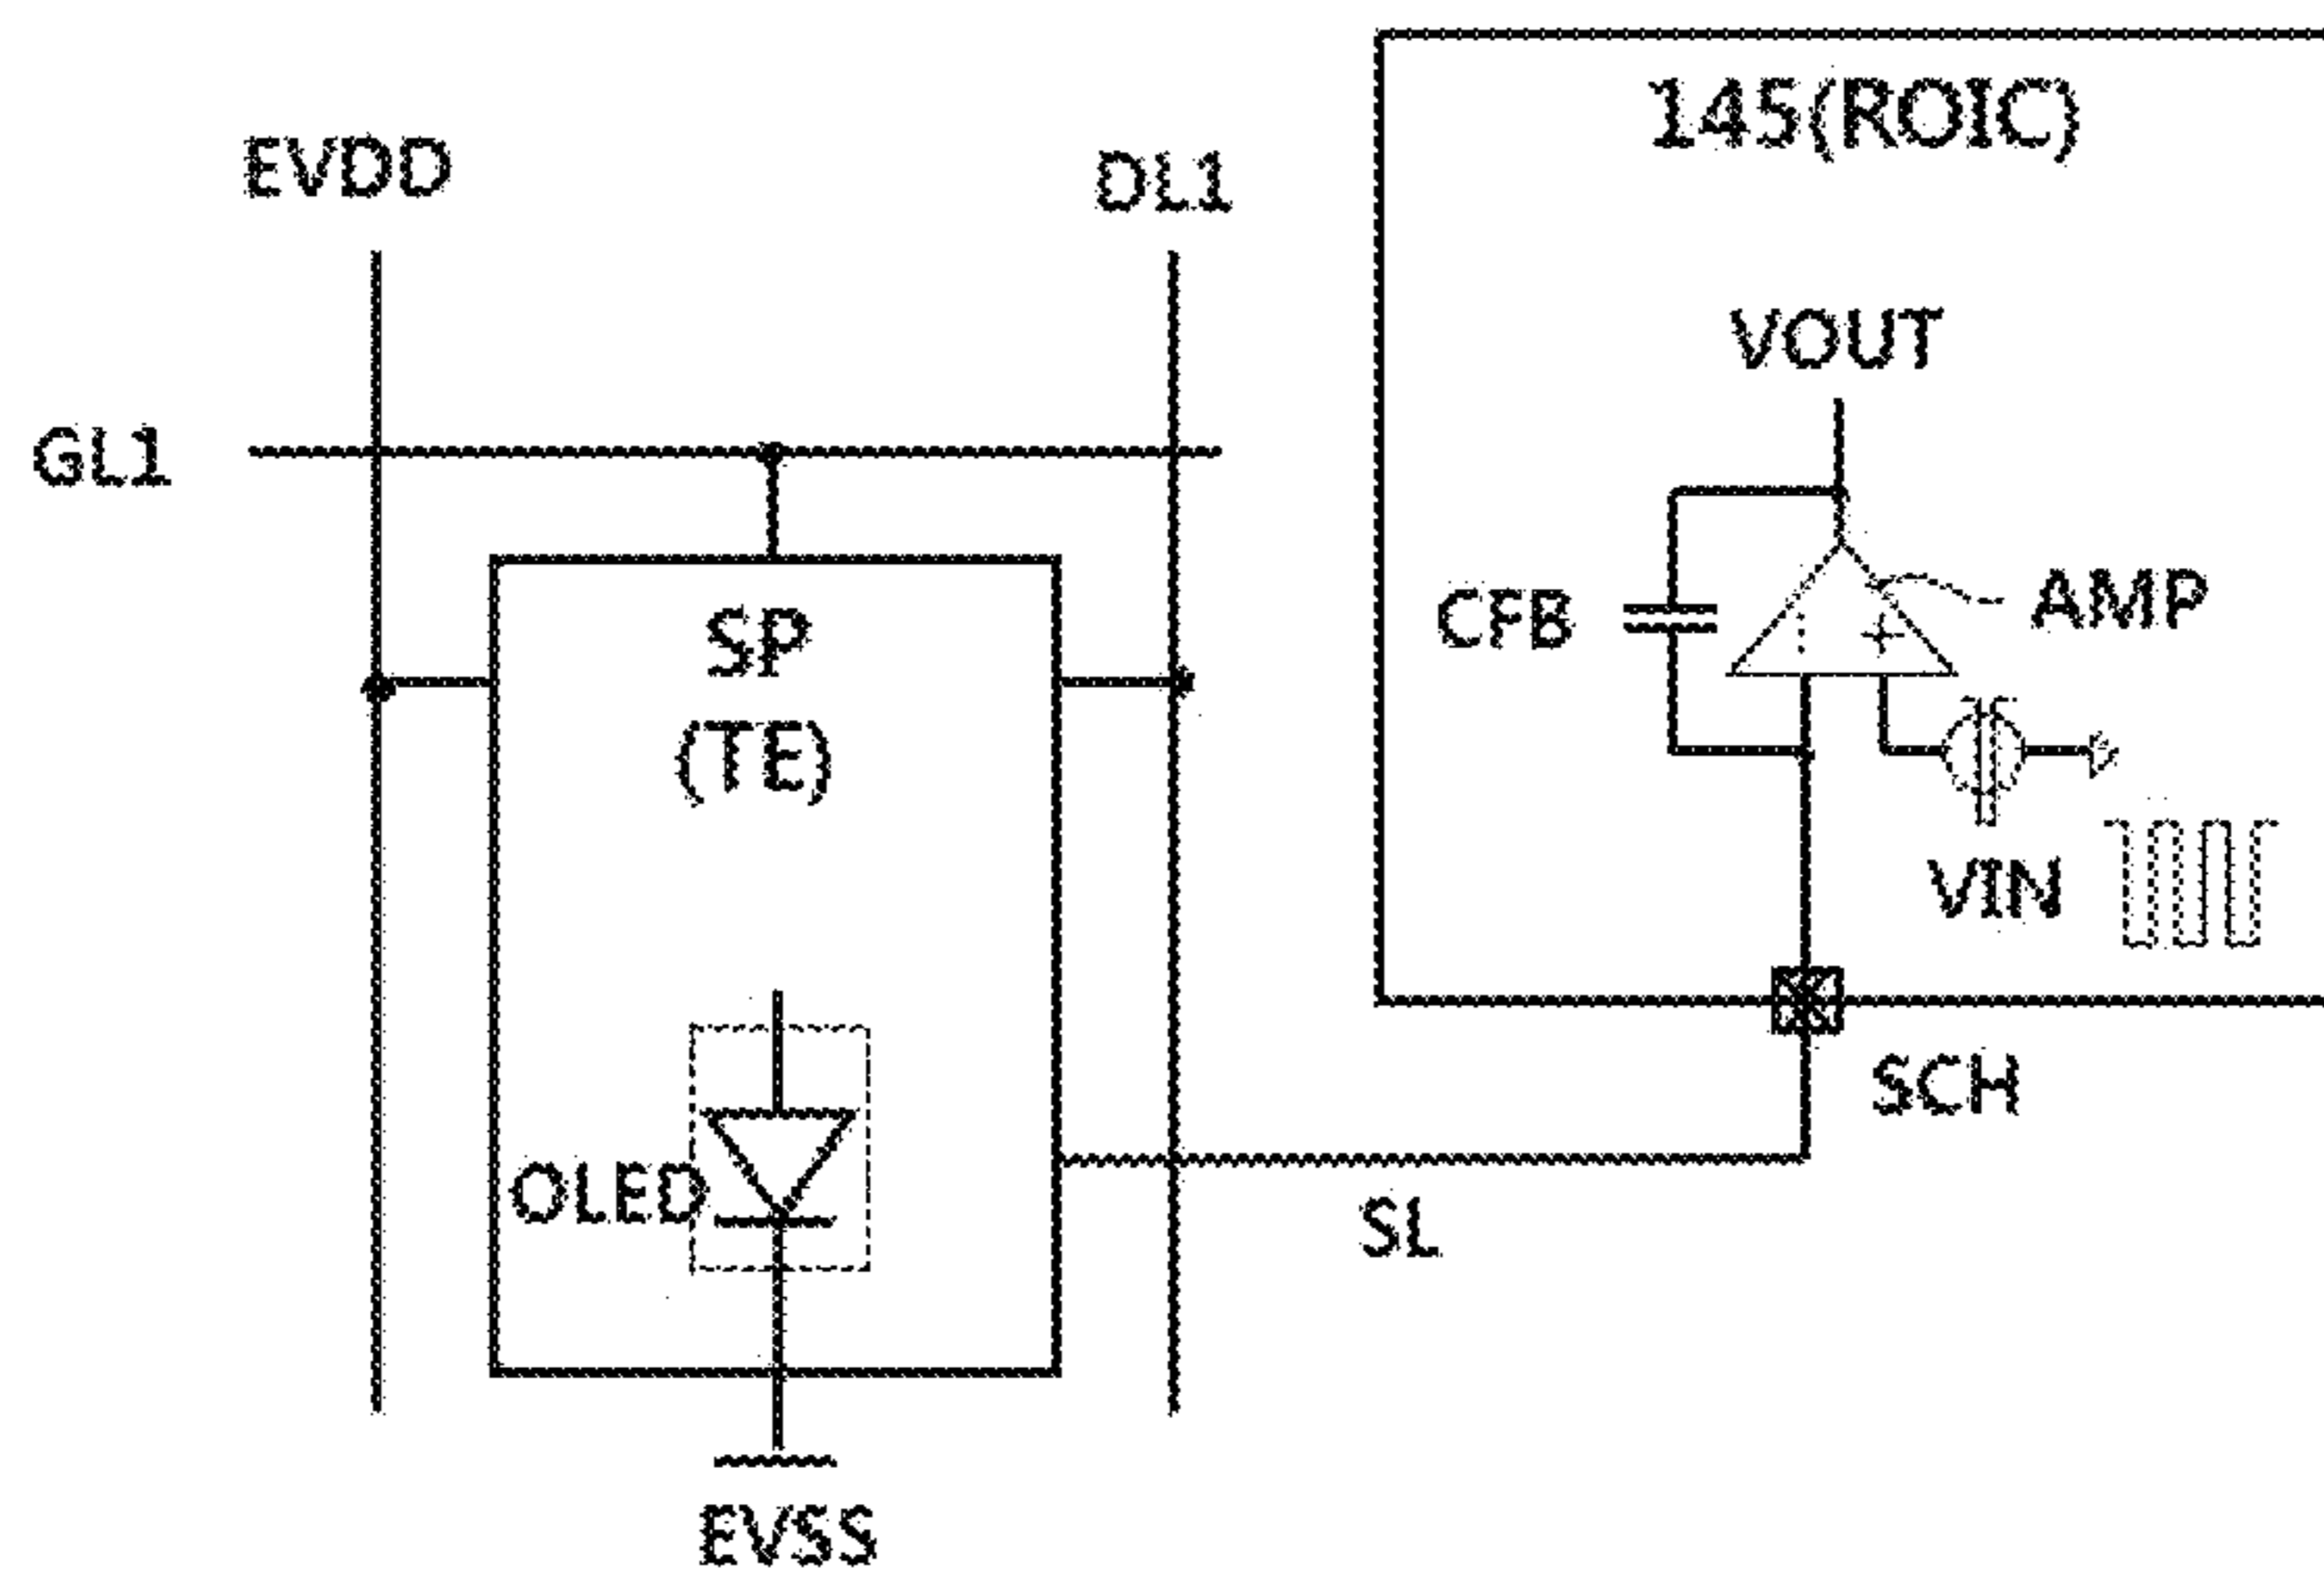 145(ROIC)
EVDD
DL1
VOUT
GL1
CFB
AMP
SP
(TE)
VIN
SCH
OLED
SL
EVSS